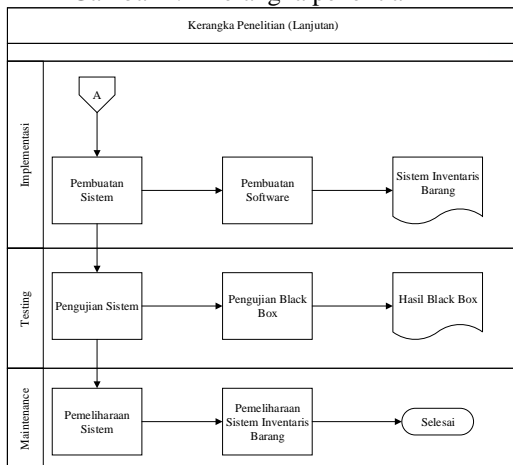 Kerangka Penelitian (Lanjutan)
Implementasi
A
Pembuatan
Sistem
Pembuatan
Software
Sistem Inventaris
Barang
Testing
Pengujian Sistem
Pengujian Black
Box
Hasil Black Box
Maintenance
Pemeliharaan
Sistem
Pemeliharaan
Sistem Inventaris
Barang
Selesai